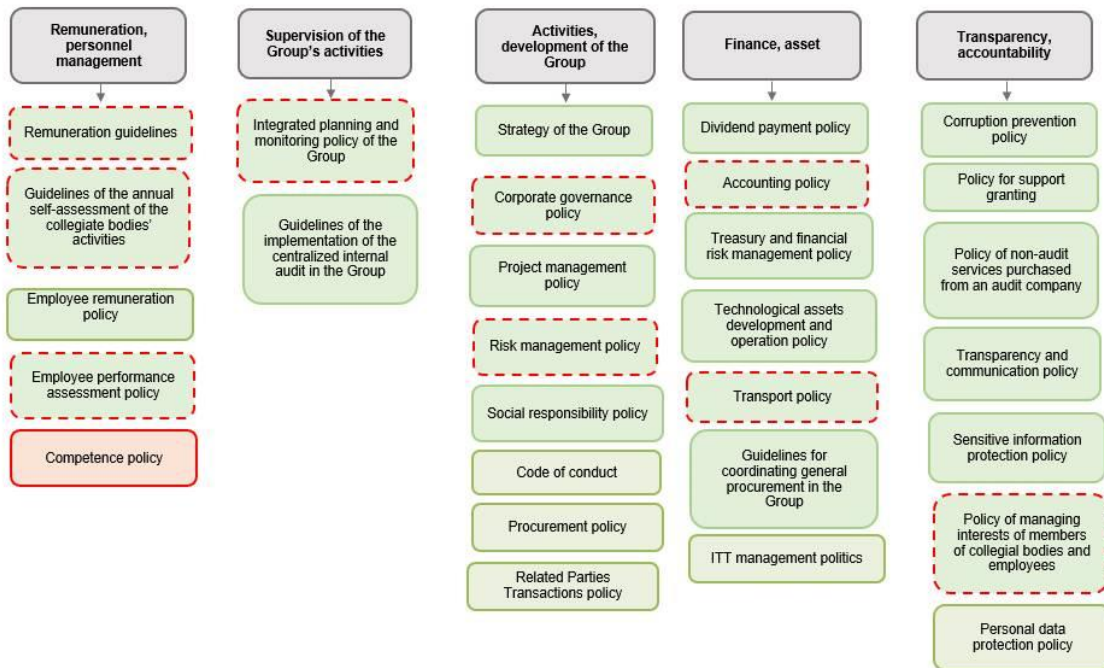 Remuneration,
personnel
management
Remuneration guidelines
Guidelines of the annual
self-assessment of the
collegiate bodies'
activities
Employee remuneration
policy
Employee performance
assessment policy
Competence policy
Supervision of the
Group's activities
Integrated planning and
monitoring policy of the
Group
Guidelines of the
implementation of the
centralized internal
audit in the Group
Activities,
development of the
Group
Strategy of the Group
Corporate governance
policy
Project management
policy
Risk management policy
Social responsibility policy
Code of conduct
Procurement policy
Related Parties
Transactions policy
Finance, asset
Dividend payment policy
Accounting policy
Treasury and financial
risk management policy
Technological assets
development and
operation policy
Transport policy
Guidelines for
coordinating general
procurement in the
Group
ITT management politics
Transparency,
accountability
Corruption prevention
policy
Policy for support
granting
Policy of non-audit
services purchased
from an audit company
Transparency and
communication policy
Sensitive information
protection policy
Policy of managing
interests of members
of collegial bodies and
employees
Personal data
protection policy